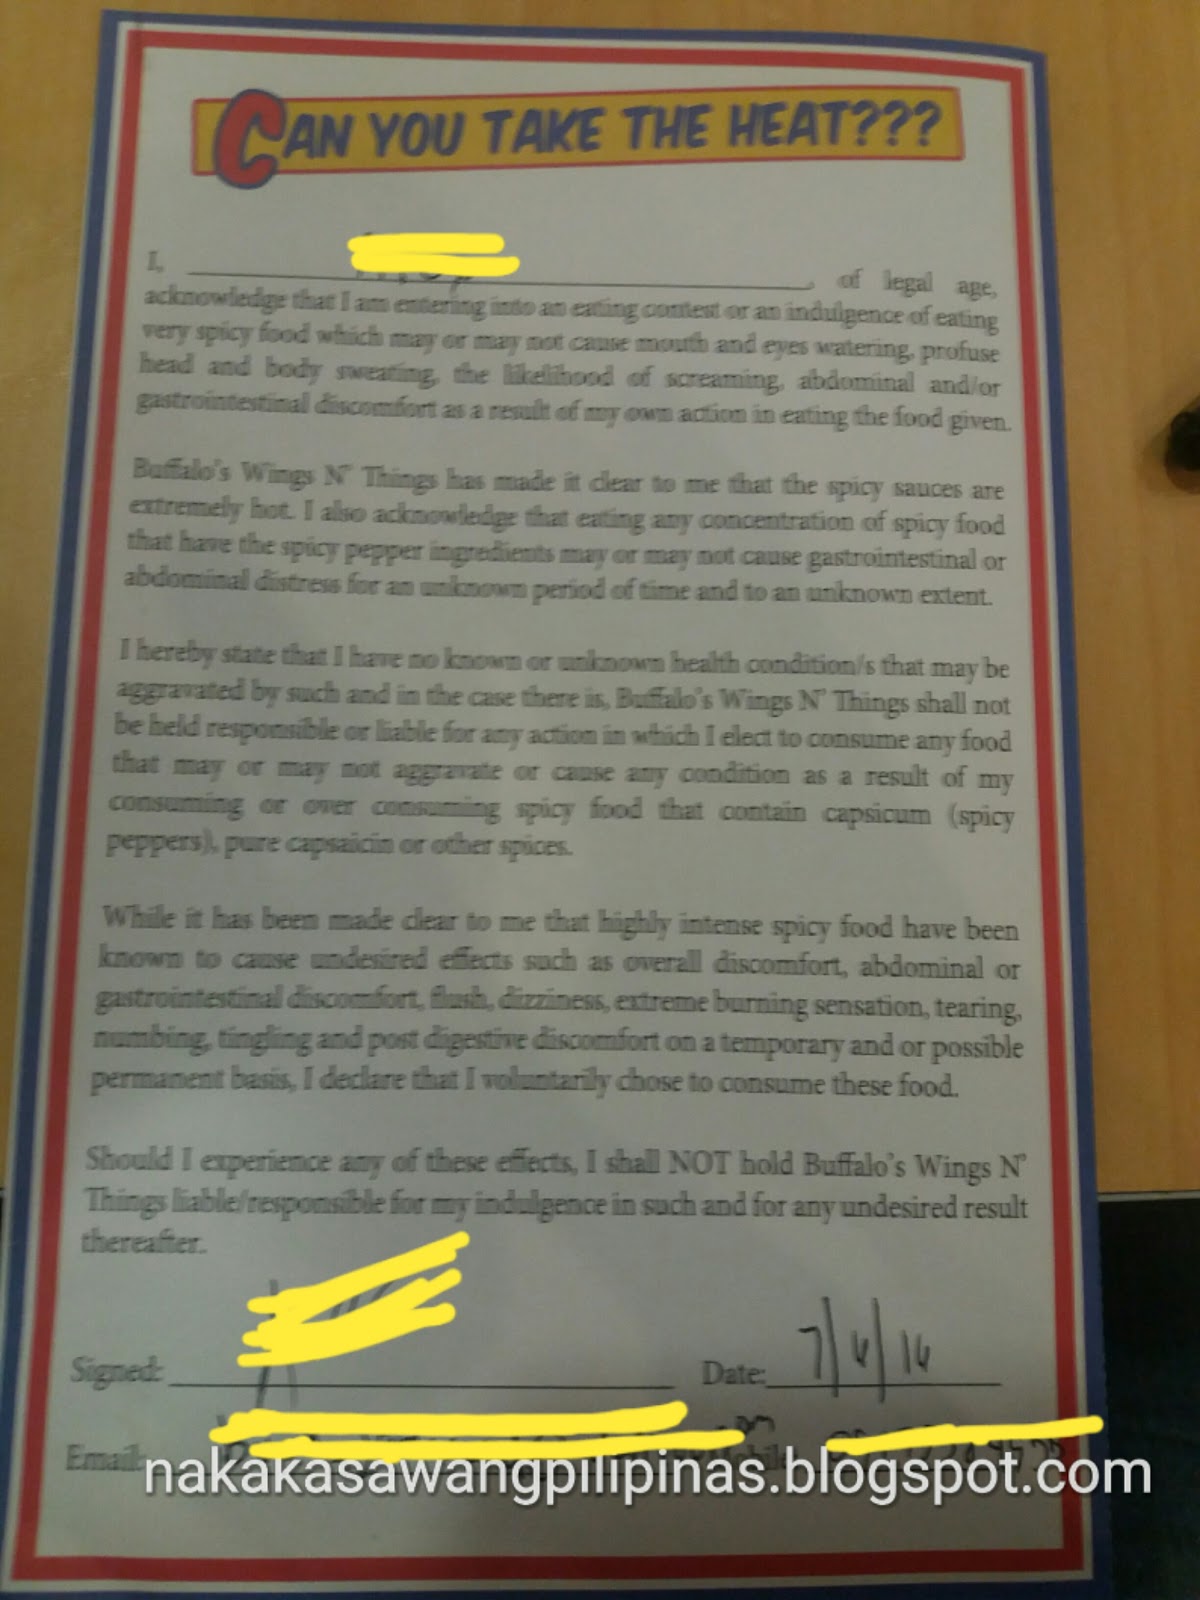 CAN YOU TAKE THE HEAT???
I, of legal age,
acknowledge that I am entering into an eating contest or an indulgence of eating
very spicy food which may or may not cause mouth and eyes watering, profuse
head and body sweating, the likelihood of screaming, abdominal and/or
gastrointestinal discomfort as a result of my own action in eating the food given.
Buffalo's Wings N' Things has made it clear to me that the spicy sauces are
extremely hot. I also acknowledge that eating any concentration of spicy food
that have the spicy pepper ingredients may or may not cause gastrointestinal or
abdominal distress for an unknown period of time and to an unknown extent.
I hereby state that I have no known or unknown health condition/s that may be
aggravated by such and in the case there is, Buffalo's Wings N' Things shall not
be held responsible or liable for any action in which I elect to consume any food
that may or may not aggravate or cause any condition as a result of my
consuming or over consuming spicy food that contain capsicum (spicy
peppers), pure capsaicin or other spices.
While it has been made clear to me that highly intense spicy food have been
known to cause undesired effects such as overall discomfort, abdominal or
gastrointestinal discomfort, flush, dizziness, extreme burning sensation, tearing,
numbing, tingling and post digestive discomfort on a temporary and or possible
permanent basis, I declare that I voluntarily chose to consume these food.
Should I experience any of these effects, I shall NOT hold Buffalo's Wings N'
Things liable/responsible for my indulgence in such and for any undesired result
thereafter.
Signed: Date: 7/6/16
Email:
nakakasawangpilipinas.blogspot.com